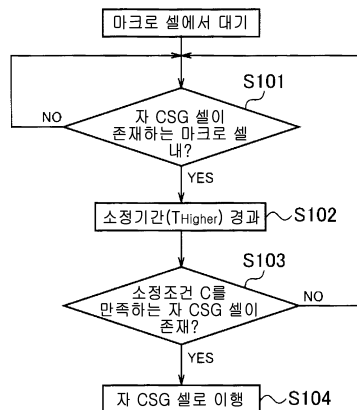 마크로 셀에서 대기
S101
자 CSG 셀이
존재하는 마크로 셀
내?
NO
YES
소정기간(THigher) 경과
S102
S103
소정조건 C를
만족하는 자 CSG 셀이
존재?
NO
YES
자 CSG 셀로 이행
S104